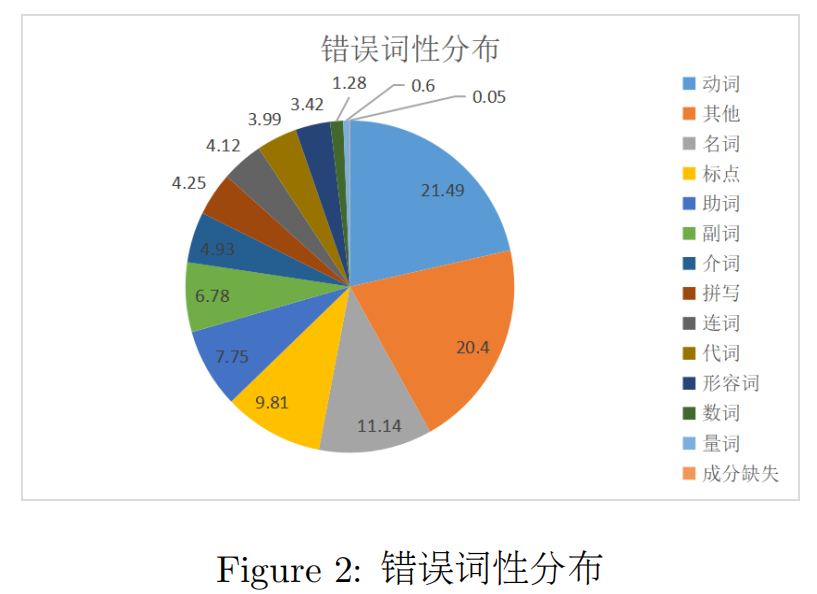 错误词性分布
1.28
0.6
0.05
3.42
3.99
4.12
4.25
4.93
6.78
7.75
9.81
11.14
20.4
21.49
动词
其他
名词
标点
助词
副词
介词
拼写
连词
代词
形容词
数词
量词
成分缺失
Figure 2: 错误词性分布